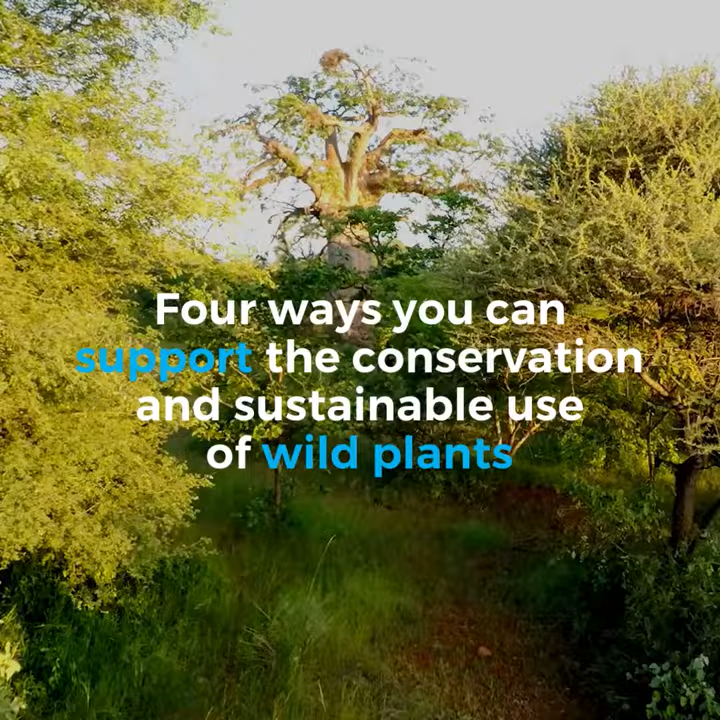 Four ways you can
support the conservation
and sustainable use
of wild plants